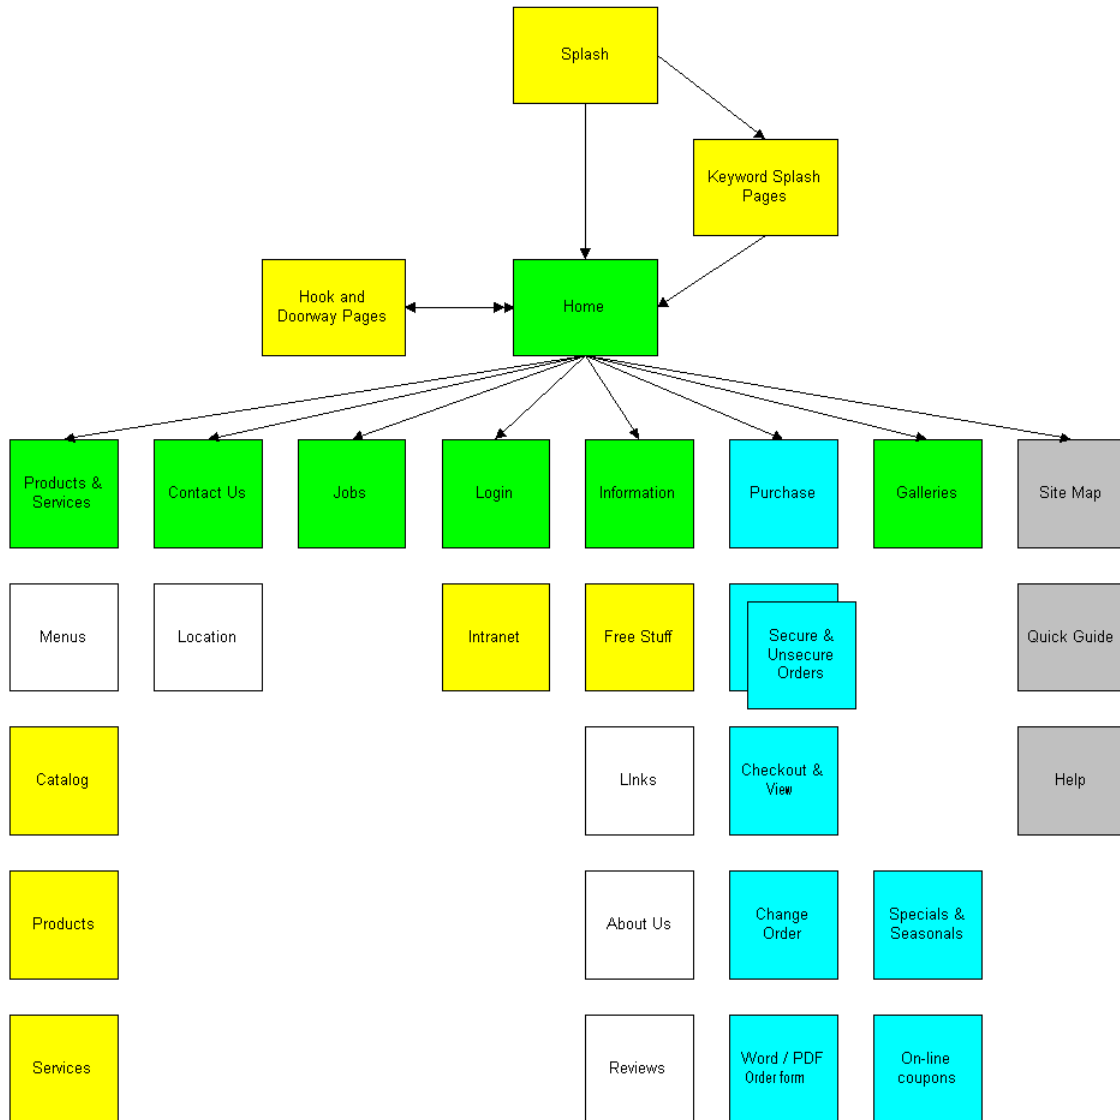 Splash
Keyword Splash
Pages
Hook and
Doorway Pages
Home
Products &
Services
Contact Us
Jobs
Login
Information
Purchase
Galleries
Site Map
Menus
Location
Intranet
Free Stuff
Secure &
Unsecure
Orders
Quick Guide
Catalog
LInks
Checkout &
View
Help
Products
About Us
Change
Order
Specials &
Seasonals
Services
Reviews
Word / PDF
Order form
On-line
coupons